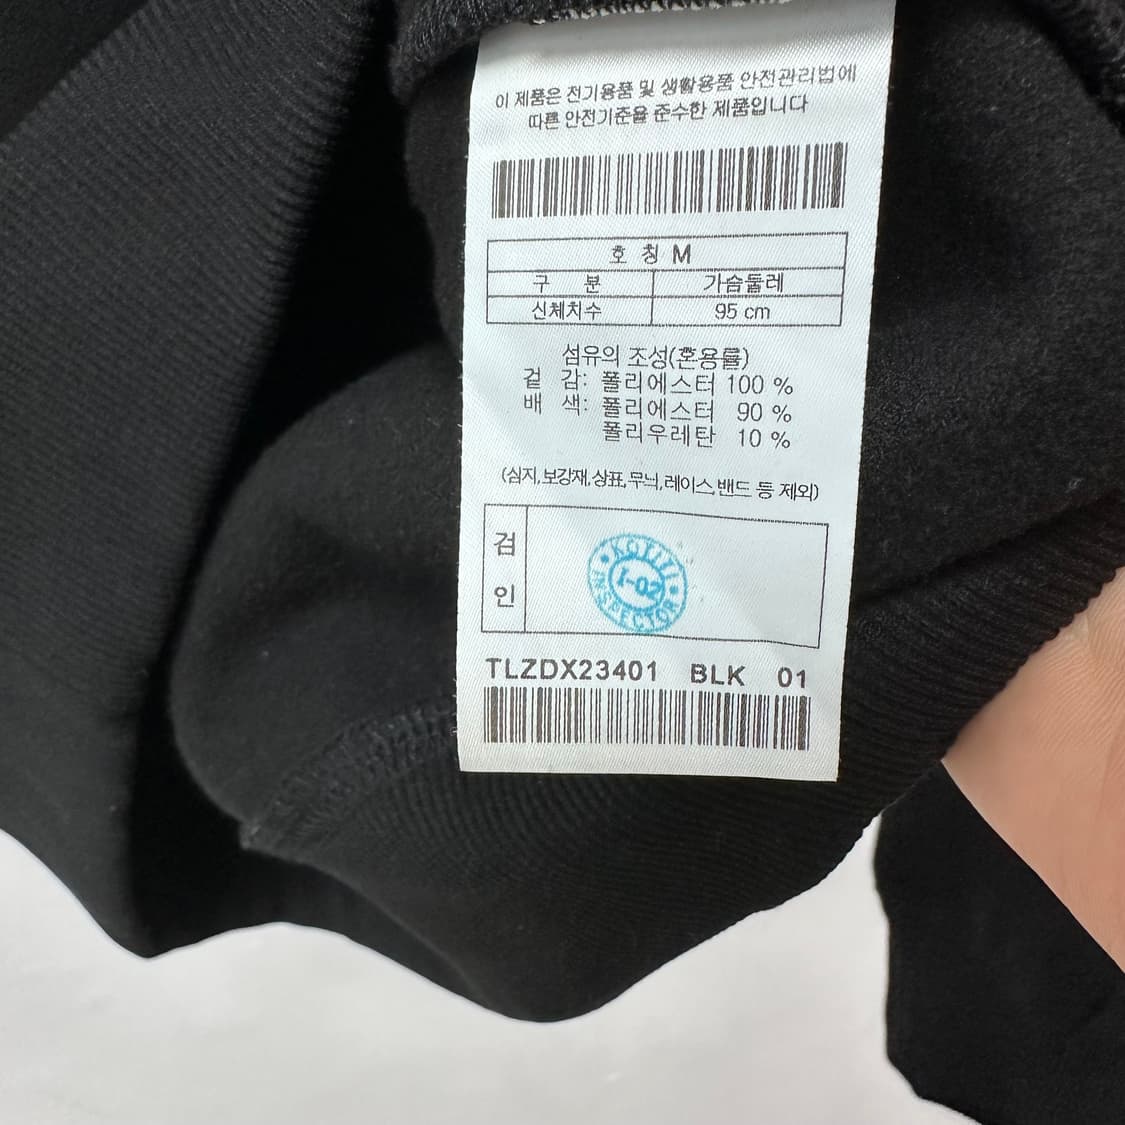 이 제품은 전기용품 및 생활용품 안전관리법에
따른 안전기준을 준수한 제품입니다
호 칭 M
구 분 가슴둘레
신체치수 95 cm
섬유의 조성(혼용률)
겉 감: 폴리에스터 100 %
배 색: 폴리에스터 90 %
폴리우레탄 10 %
(심지,보강재,상표,무늬,레이스,밴드 등 제외)
검
인
KOTITI
I-02
INSPECTOR
TLZDX23401 BLK 01